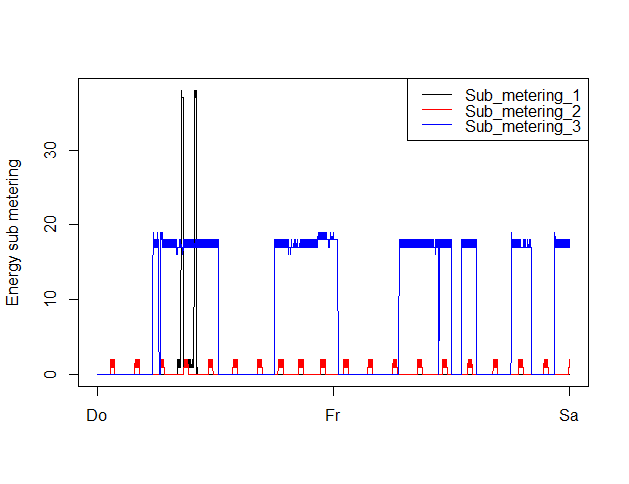 Sub_metering_1
Sub_metering_2
Sub_metering_3
Energy sub metering
30
20
10
0
Do Fr Sa